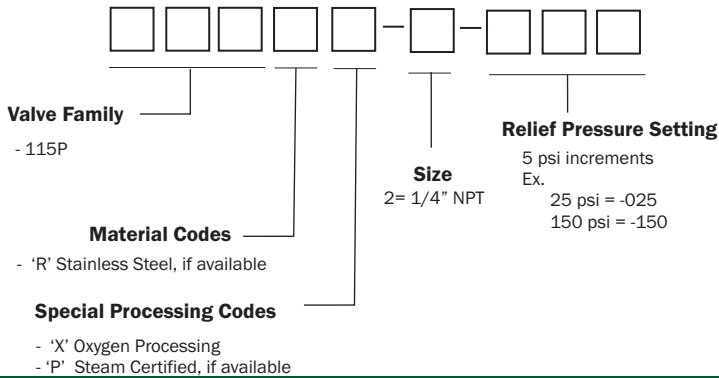 Valve Family
- 115P
Relief Pressure Setting
5 psi increments
Ex.
25 psi = -025
150 psi = -150
Size
2= 1/4” NPT
Material Codes
- ‘R’ Stainless Steel, if available
Special Processing Codes
- ‘X’ Oxygen Processing
- ‘P’ Steam Certified, if available